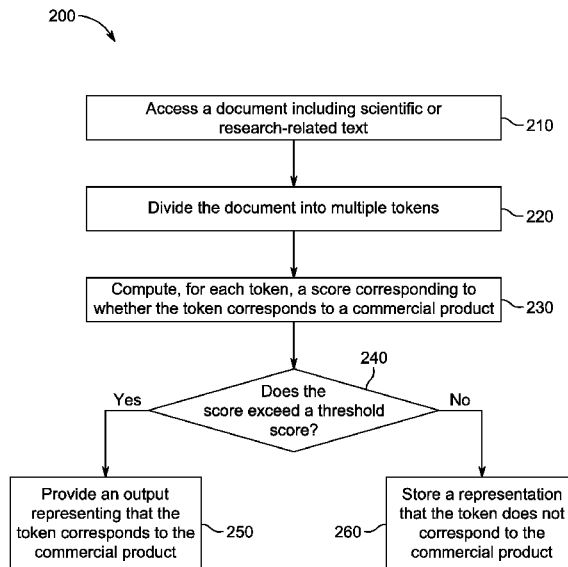 200
Access a document including scientific or
research-related text
210
Divide the document into multiple tokens
220
Compute, for each token, a score corresponding to
whether the token corresponds to a commercial product
230
240
Does the
score exceed a threshold
score?
Yes
No
Provide an output
representing that the
token corresponds to the
commercial product
250
260
Store a representation
that the token does not
correspond to the
commercial product